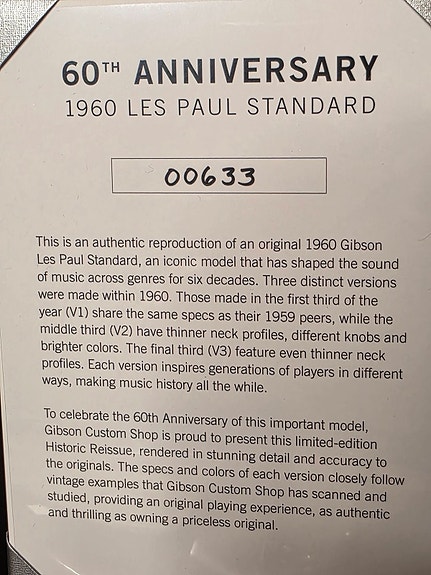 60TH ANNIVERSARY
1960 LES PAUL STANDARD
00633
This is an authentic reproduction of an original 1960 Gibson
Les Paul Standard, an iconic model that has shaped the sound
of music across genres for six decades. Three distinct versions
were made within 1960. Those made in the first third of the
year (V1) share the same specs as their 1959 peers, while the
middle third (V2) have thinner neck profiles, different knobs and
brighter colors. The final third (V3) feature even thinner neck
profiles. Each version inspires generations of players in different
ways, making music history all the while.
To celebrate the 60th Anniversary of this important model,
Gibson Custom Shop is proud to present this limited-edition
Historic Reissue, rendered in stunning detail and accuracy to
the originals. The specs and colors of each version closely follow
vintage examples that Gibson Custom Shop has scanned and
studied, providing an original playing experience, as authentic
and thrilling as owning a priceless original.